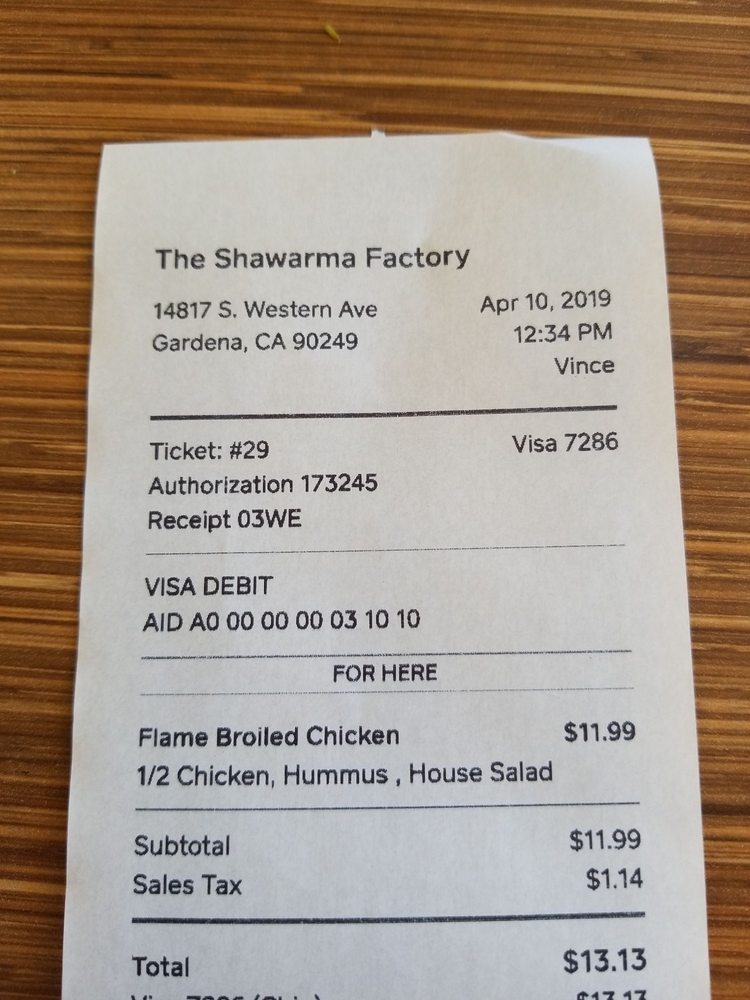 The Shawarma Factory
14817 S. Western Ave Apr 10, 2019
Gardena, CA 90249 12:34 PM
Vince
Ticket: #29 Visa 7286
Authorization 173245
Receipt 03WE
VISA DEBIT
AID A0 00 00 00 03 10 10
FOR HERE
Flame Broiled Chicken $11.99
1/2 Chicken, Hummus , House Salad
Subtotal $11.99
Sales Tax $1.14
Total $13.13